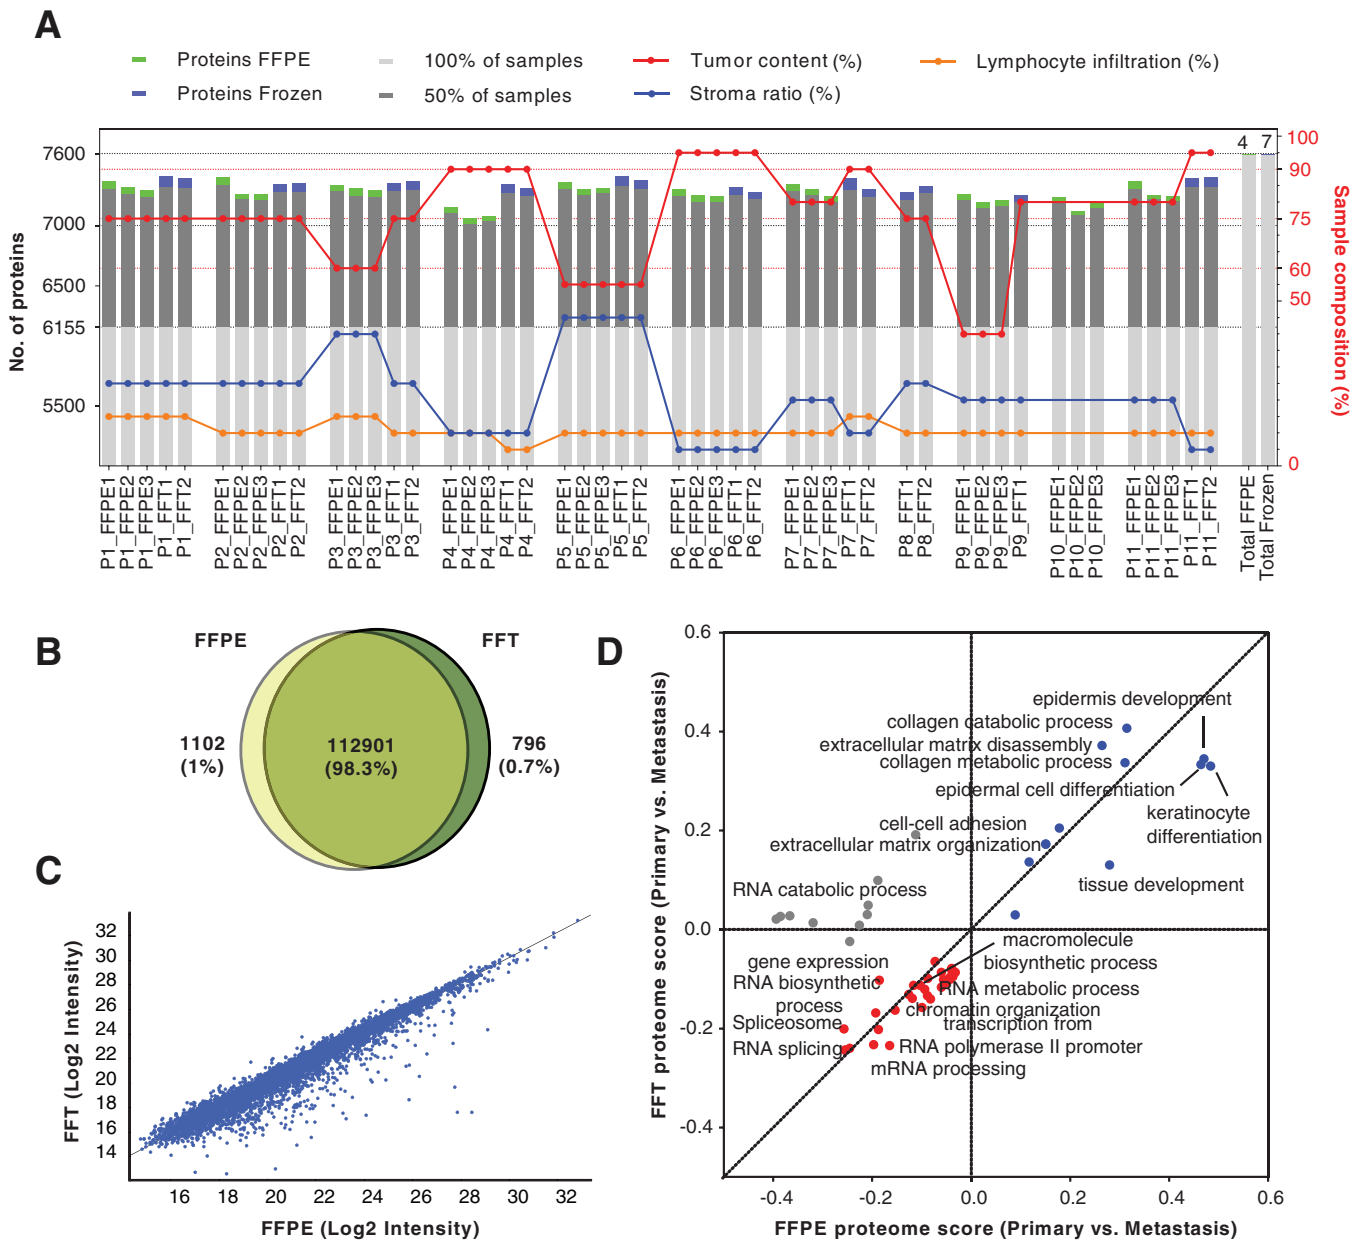 A
Proteins FFPE
100% of samples
Tumor content (%)
Lymphocyte infiltration (%)
Proteins Frozen
50% of samples
Stroma ratio (%)
No. of proteins
7600
7000
6500
6155
5500
4 7
100
90
75
60
50
0
Sample composition (%)
P1_FFPE1
P1_FFPE2
P1_FFPE3
P1_FFT1
P1_FFT2
P2_FFPE1
P2_FFPE2
P2_FFPE3
P2_FFT1
P2_FFT2
P3_FFPE1
P3_FFPE2
P3_FFPE3
P3_FFT1
P3_FFT2
P4_FFPE1
P4_FFPE2
P4_FFPE3
P4_FFT1
P4_FFT2
P5_FFPE1
P5_FFPE2
P5_FFPE3
P5_FFT1
P5_FFT2
P6_FFPE1
P6_FFPE2
P6_FFPE3
P6_FFT1
P6_FFT2
P7_FFPE1
P7_FFPE2
P7_FFPE3
P7_FFT1
P7_FFT2
P8_FFT1
P8_FFT2
P9_FFPE1
P9_FFPE2
P9_FFPE3
P9_FFT1
P10_FFPE1
P10_FFPE2
P10_FFPE3
P11_FFPE1
P11_FFPE2
P11_FFPE3
P11_FFT1
P11_FFT2
Total FFPE
Total Frozen
B
FFPE
FFT
1102
(1%)
112901
(98.3%)
796
(0.7%)
C
FFT (Log2 Intensity)
32
30
28
26
24
22
20
18
16
14
16 18 20 22 24 26 28 30 32
FFPE (Log2 Intensity)
D
FFT proteome score (Primary vs. Metastasis)
0.6
0.4
0.2
0.0
-0.2
-0.4
epidermis development
collagen catabolic process
extracellular matrix disassembly
collagen metabolic process
epidermal cell differentiation
keratinocyte
differentiation
cell-cell adhesion
extracellular matrix organization
tissue development
RNA catabolic process
macromolecule
biosynthetic process
gene expression
RNA biosynthetic
process
RNA metabolic process
chromatin organization
Spliceosome
transcription from
RNA polymerase II promoter
RNA splicing
mRNA processing
-0.4 -0.2 0.0 0.2 0.4 0.6
FFPE proteome score (Primary vs. Metastasis)